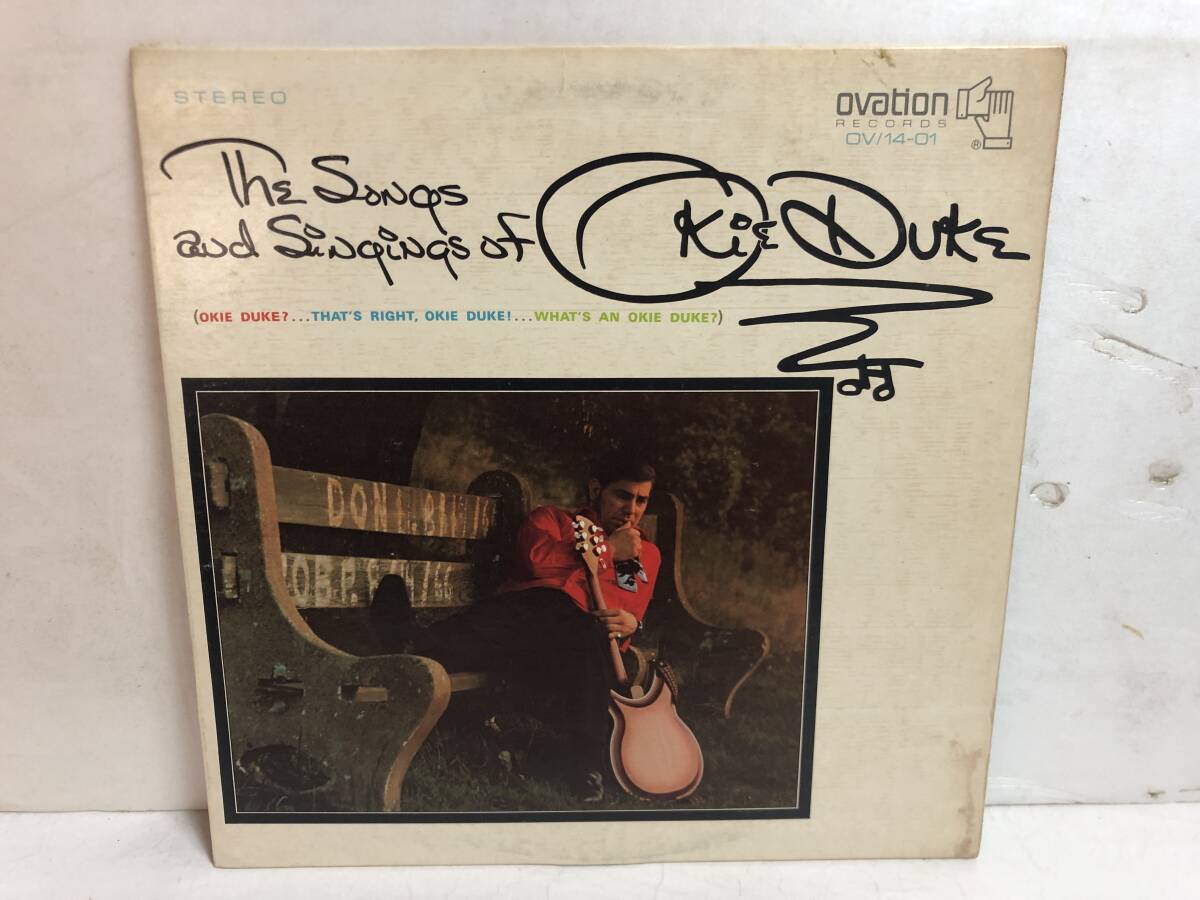 STEREO
ovation
RECORDS
OV/14-01
®
The Songs
and Singings of Okie Duke
(OKIE DUKE?...THAT'S RIGHT, OKIE DUKE!...WHAT'S AN OKIE DUKE?)
DON